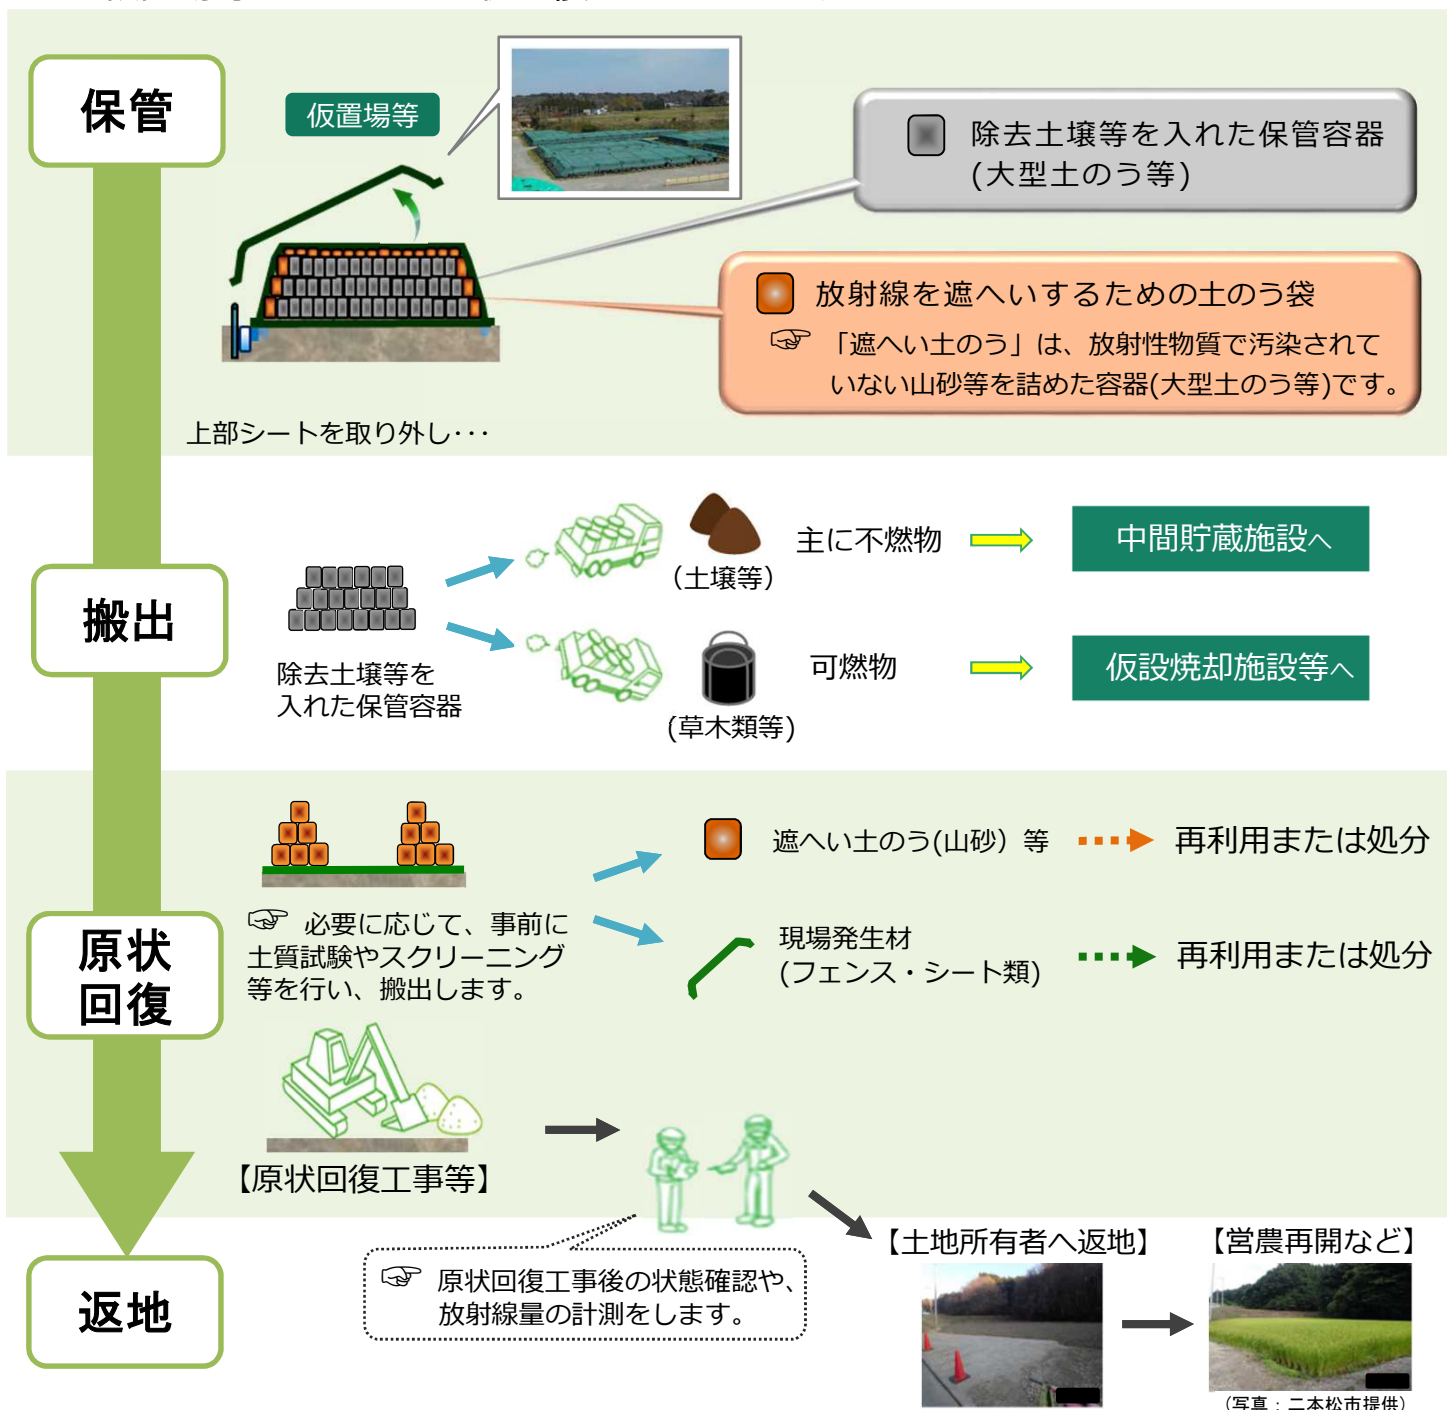 保管
仮置場等
除去土壌等を入れた保管容器
(大型土のう等)
放射線を遮へいするための土のう袋
☞ 「遮へい土のう」は、放射性物質で汚染されて
いない山砂等を詰めた容器(大型土のう等)です。
上部シートを取り外し･･･
搬出
除去土壌等を
入れた保管容器
(土壌等)
主に不燃物
中間貯蔵施設へ
(草木類等)
可燃物
仮設焼却施設等へ
原状
回復
☞ 必要に応じて、事前に
土質試験やスクリーニング
等を行い、搬出します。
遮へい土のう(山砂）等
再利用または処分
現場発生材
(フェンス・シート類)
再利用または処分
【原状回復工事等】
☞ 原状回復工事後の状態確認や、
放射線量の計測をします。
返地
【土地所有者へ返地】
【営農再開など】
(写真：二本松市提供)